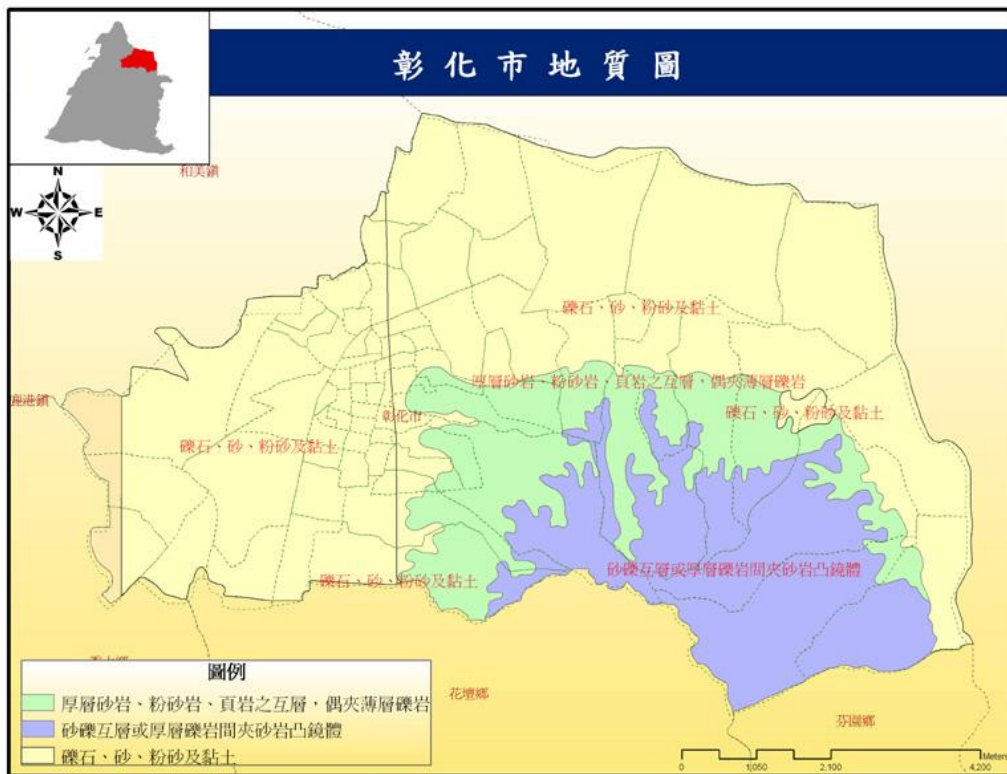 彰化市地質圖
和美鎮
N
W E
S
礫石、砂、粉砂及黏土
厚層砂岩、粉砂岩、頁岩之互層，偶夾薄層礫岩
鹿港鎮
彰化市
礫石、砂、粉砂及黏土
礫石、砂、粉砂及黏土
砂礫互層或厚層礫岩間夾砂岩凸鏡體
礫石、砂、粉砂及黏土
圖例
厚層砂岩、粉砂岩、頁岩之互層，偶夾薄層礫岩
砂礫互層或厚層礫岩間夾砂岩凸鏡體
礫石、砂、粉砂及黏土
花壇鄉
芬園鄉
Meters
0 1,050 2,100 4,200